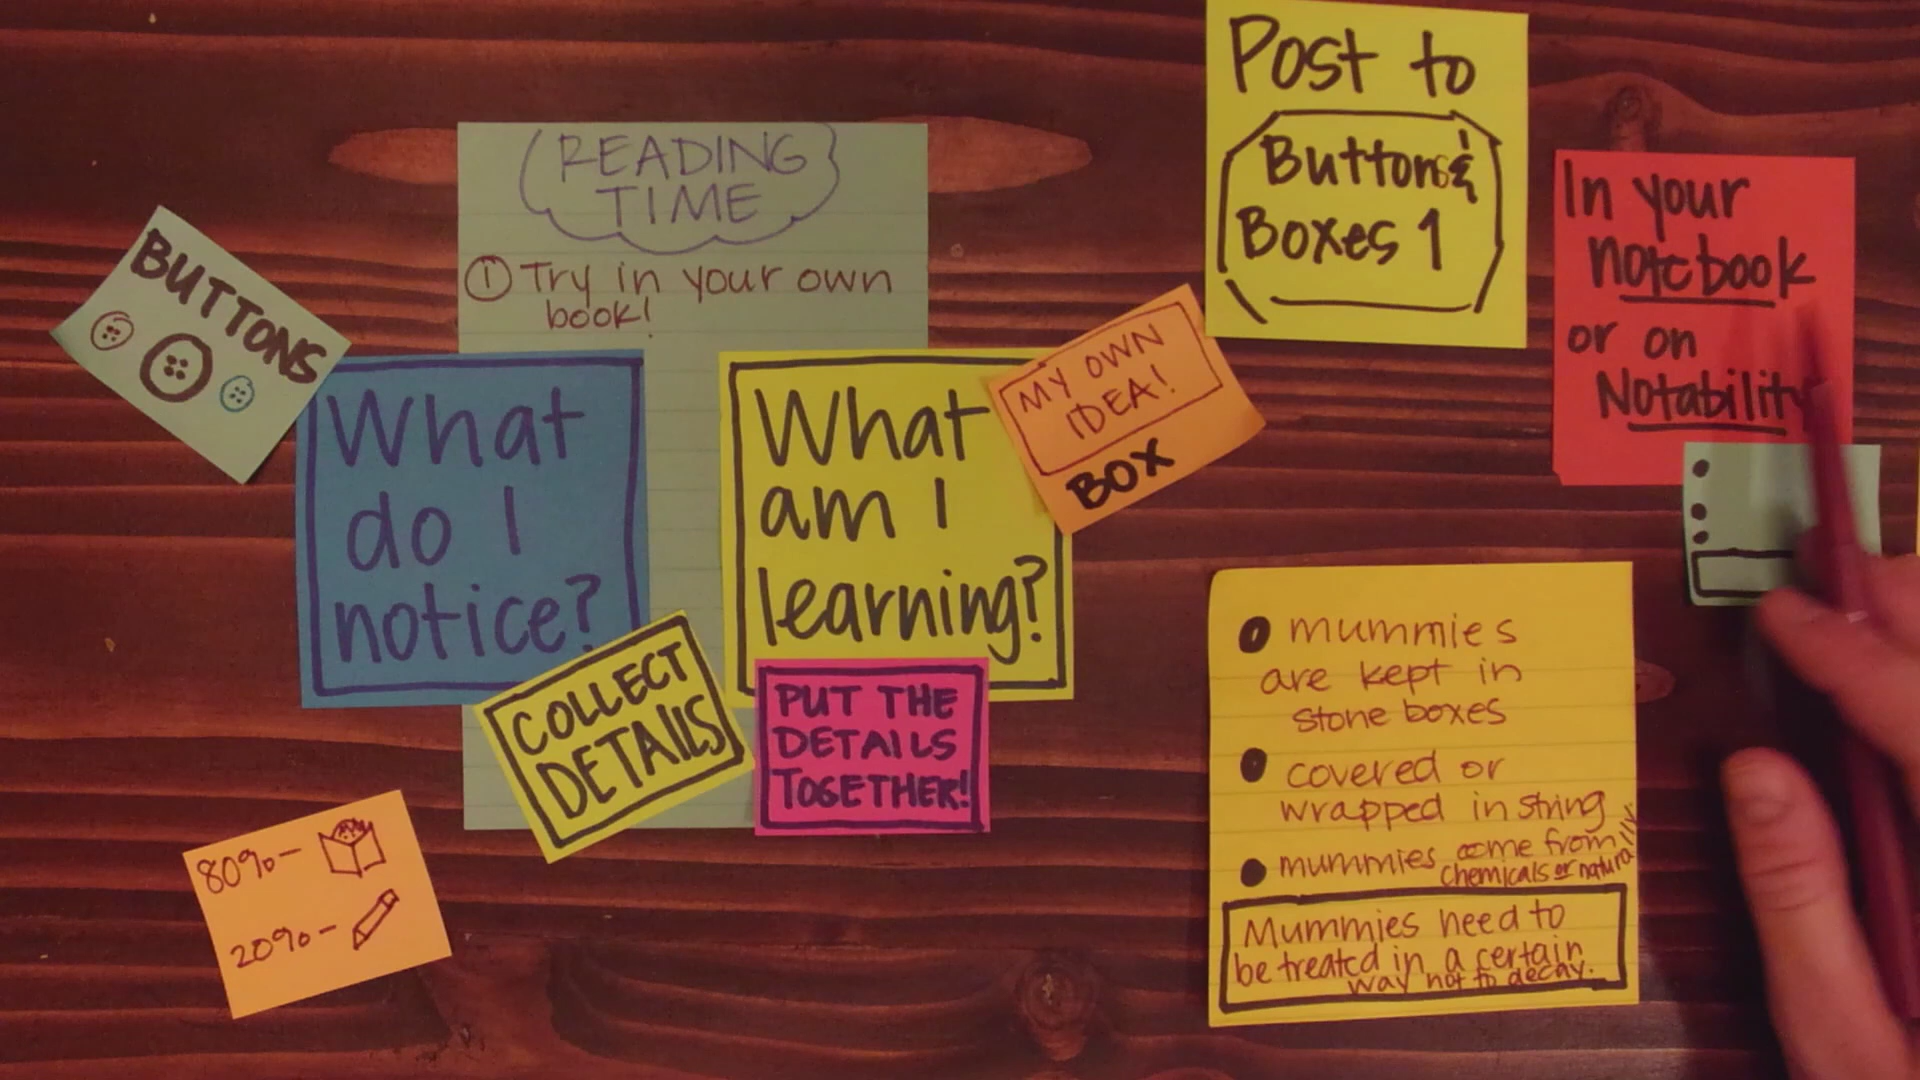 READING
TIME
① Try in your own
book!
BUTTONS
What
do I
notice?
COLLECT
DETAILS
What
am I
learning?
MY OWN
IDEA!
BOX
PUT THE
DETAILS
TOGETHER!
80%-
20%-
Post to
Buttons &
Boxes 1
In your
notebook
or on
Notability
• mummies
are kept in
stone boxes
• covered or
wrapped in string
• mummies come from
chemicals or naturally
Mummies need to
be treated in a certain
way not to decay.